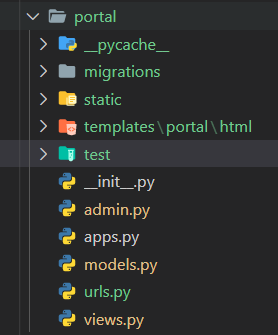 portal
__pycache__
migrations
static
templates\portal\html
test
__init__.py
admin.py
apps.py
models.py
urls.py
views.py